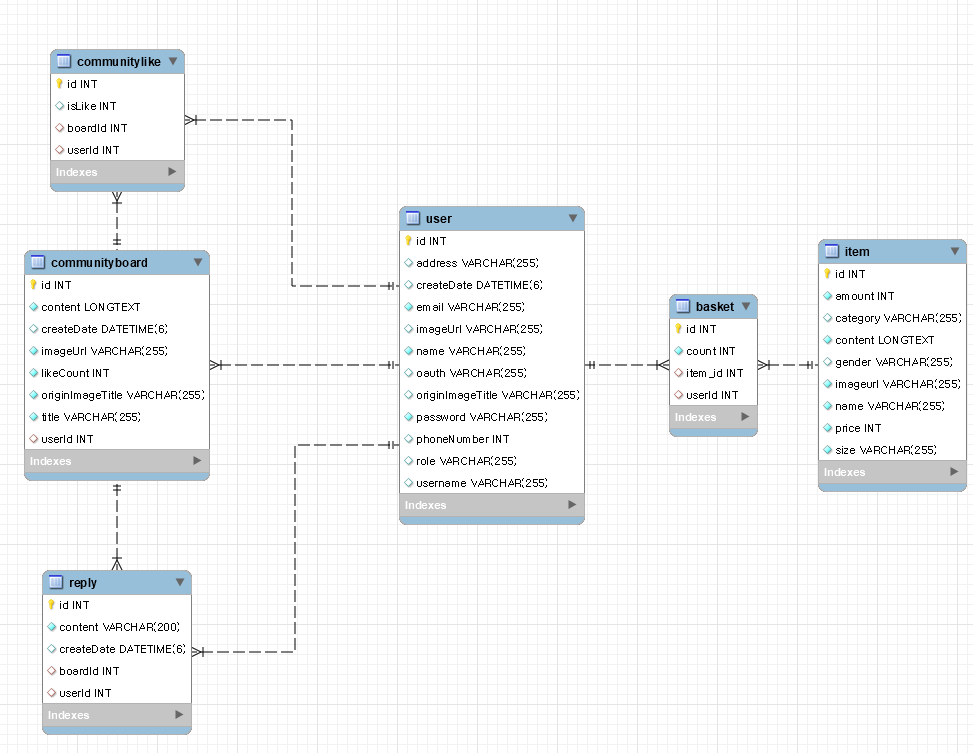 communitylike
id INT
isLike INT
boardId INT
userId INT
Indexes
communityboard
id INT
content LONGTEXT
createDate DATETIME(6)
imageUrl VARCHAR(255)
likeCount INT
originImageTitle VARCHAR(255)
title VARCHAR(255)
userId INT
Indexes
reply
id INT
content VARCHAR(200)
createDate DATETIME(6)
boardId INT
userId INT
Indexes
user
id INT
address VARCHAR(255)
createDate DATETIME(6)
email VARCHAR(255)
imageUrl VARCHAR(255)
name VARCHAR(255)
oauth VARCHAR(255)
originImageTitle VARCHAR(255)
password VARCHAR(255)
phoneNumber INT
role VARCHAR(255)
username VARCHAR(255)
Indexes
basket
id INT
count INT
item_id INT
userId INT
Indexes
item
id INT
amount INT
category VARCHAR(255)
content LONGTEXT
gender VARCHAR(255)
imageurl VARCHAR(255)
name VARCHAR(255)
price INT
size VARCHAR(255)
Indexes